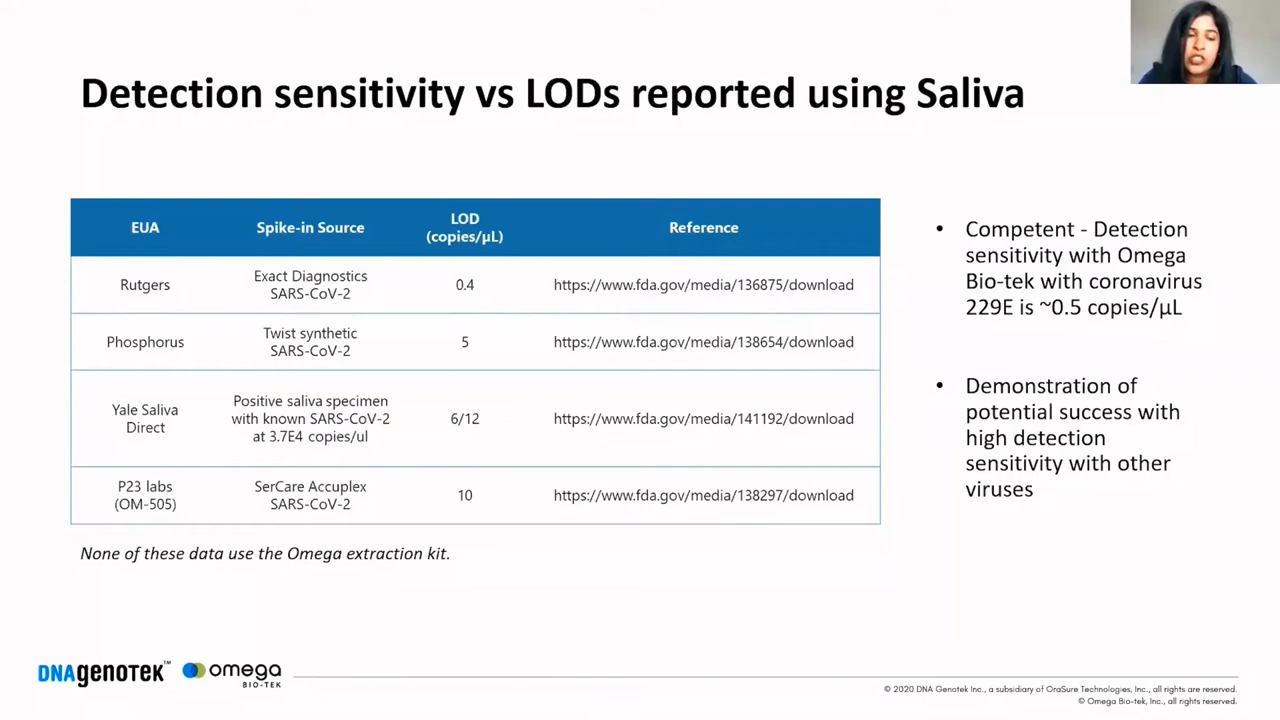 Detection sensitivity vs LODs reported using Saliva
EUA
Spike-in Source
LOD
(copies/µL)
Reference
Rutgers
Exact Diagnostics
SARS-CoV-2
0.4
https://www.fda.gov/media/136875/download
Phosphorus
Twist synthetic
SARS-CoV-2
5
https://www.fda.gov/media/138654/download
Yale Saliva
Direct
Positive saliva specimen
with known SARS-CoV-2
at 3.7E4 copies/ul
6/12
https://www.fda.gov/media/141192/download
P23 labs
(OM-505)
SerCare Accuplex
SARS-CoV-2
10
https://www.fda.gov/media/138297/download
None of these data use the Omega extraction kit.
• Competent - Detection
sensitivity with Omega
Bio-tek with coronavirus
229E is ~0.5 copies/µL
• Demonstration of
potential success with
high detection
sensitivity with other
viruses
DNAgenotek™
omega
BIO-TEK
© 2020 DNA Genotek Inc., a subsidiary of OraSure Technologies, Inc., all rights are reserved.
© Omega Bio-tek, Inc., all rights reserved.